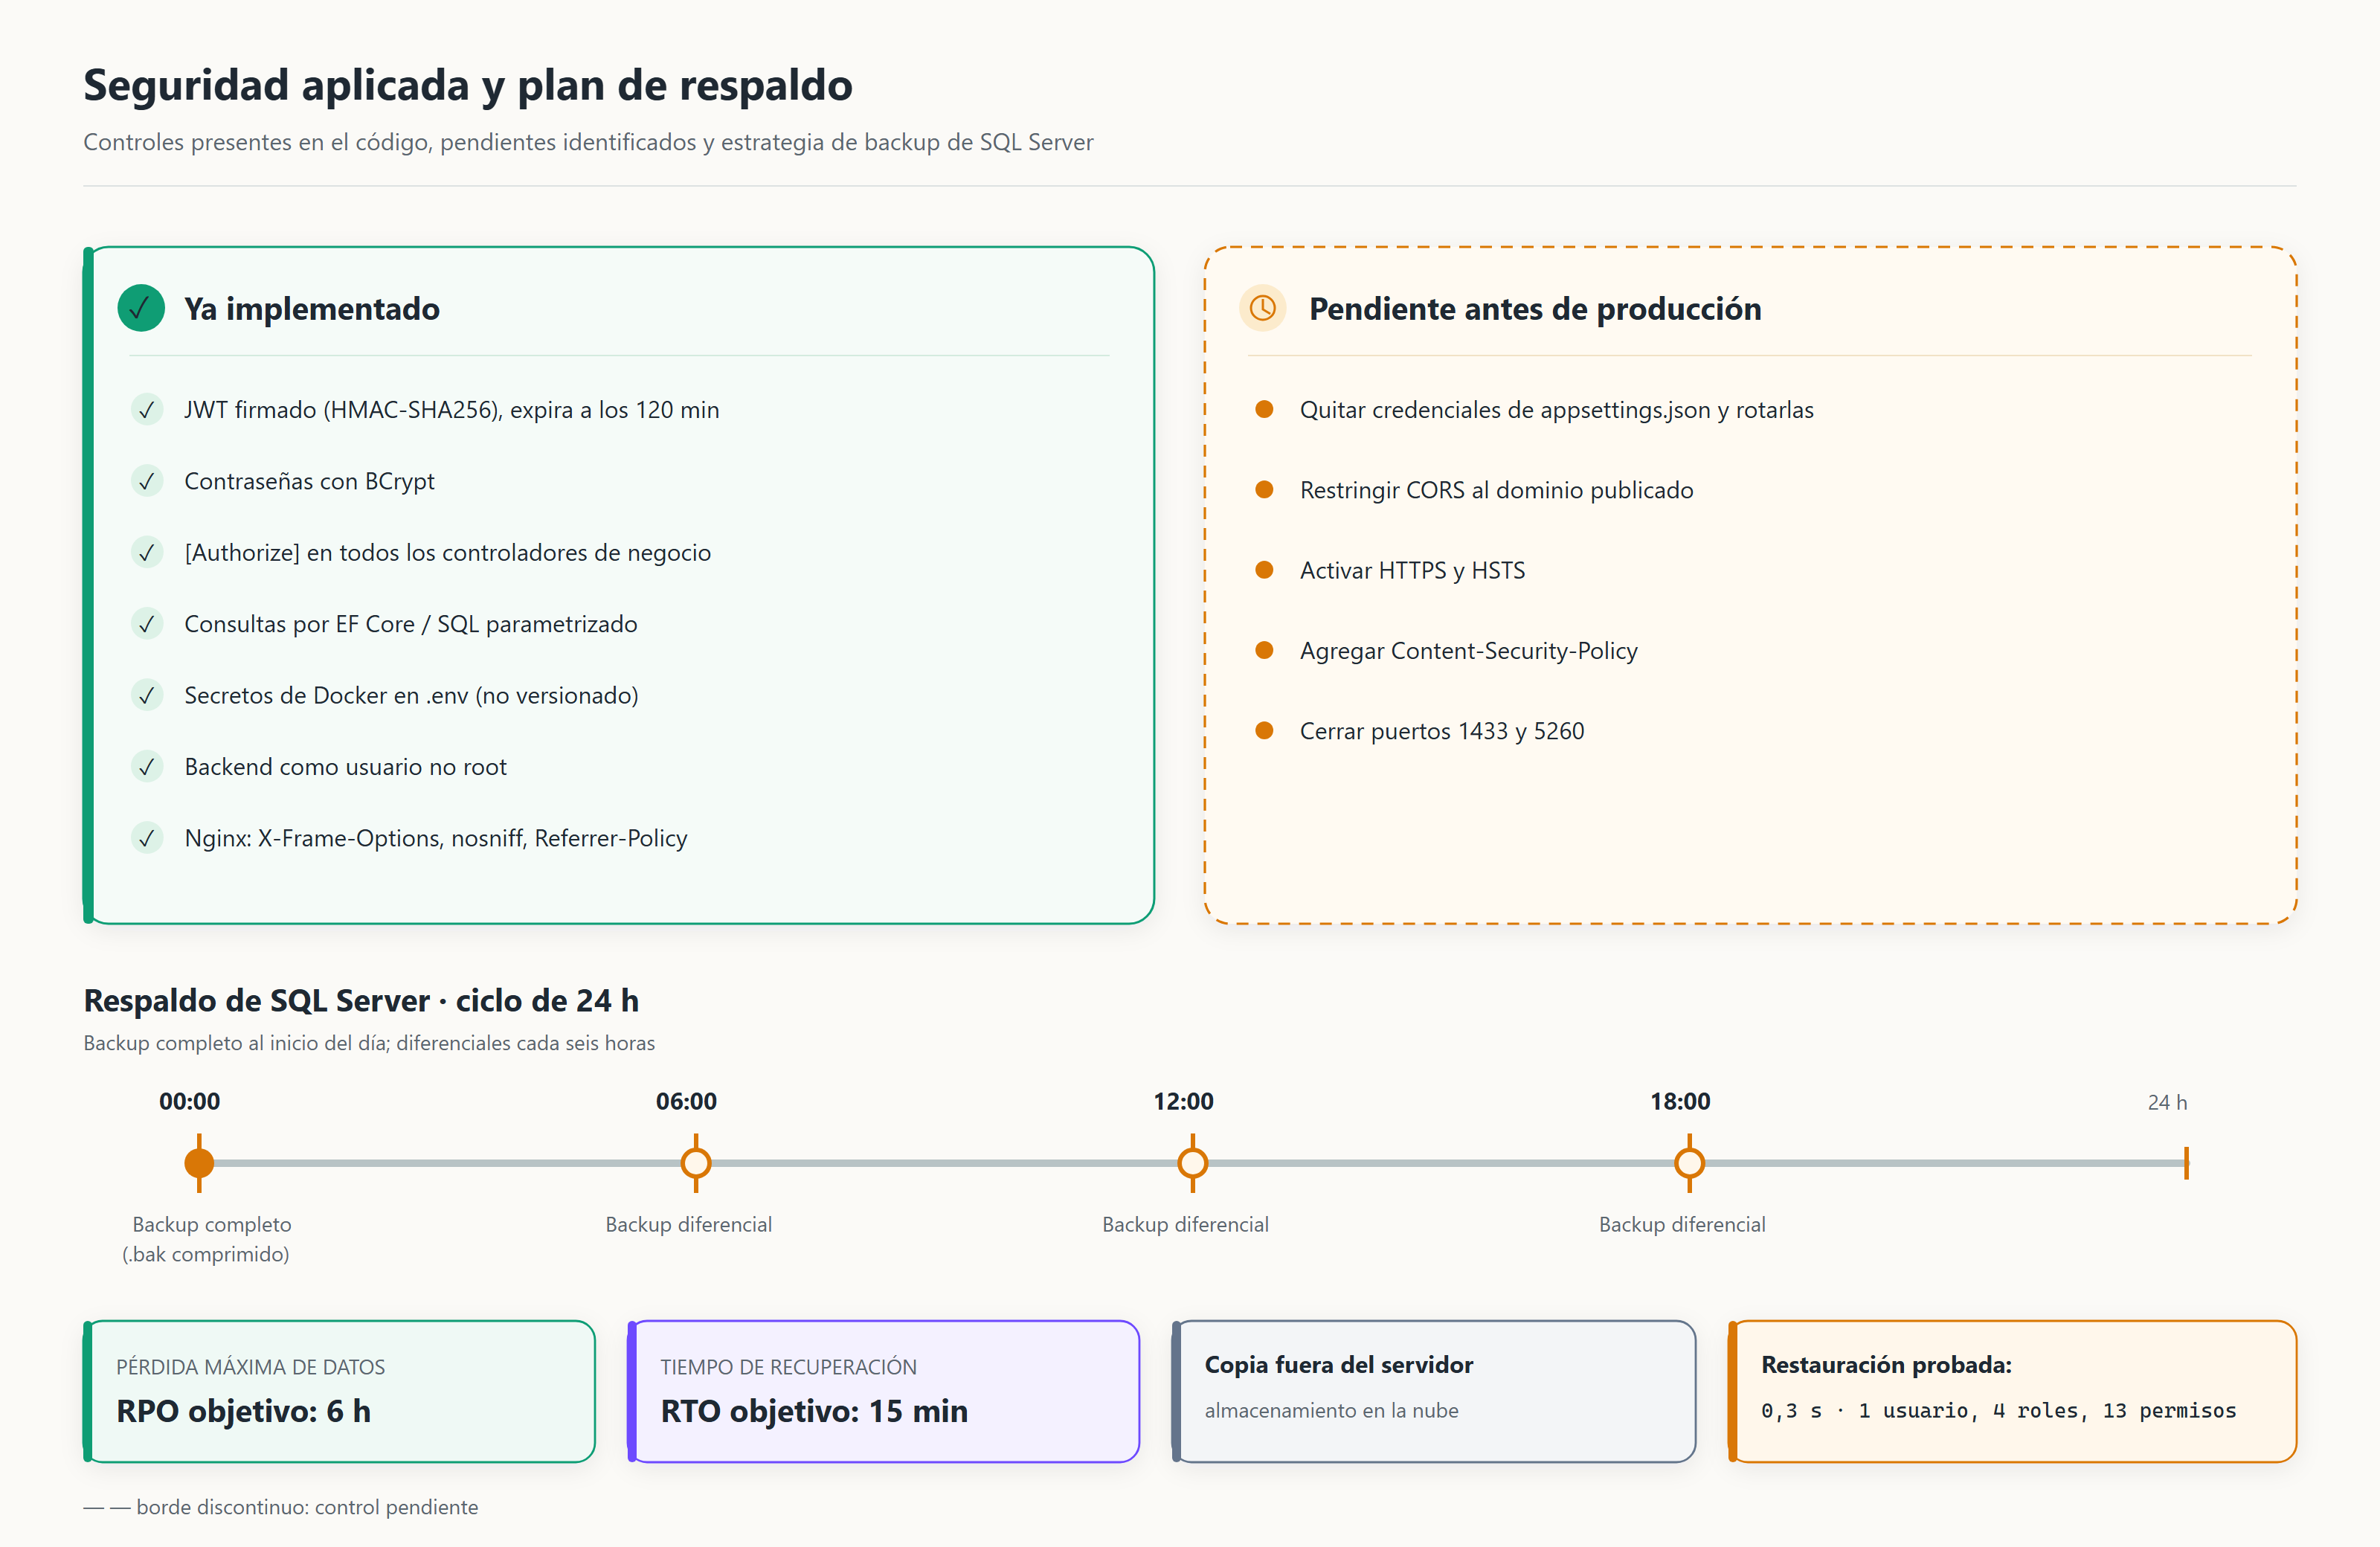 Seguridad aplicada y plan de respaldo
Controles presentes en el código, pendientes identificados y estrategia de backup de SQL Server
✓ Ya implementado
✓ JWT firmado (HMAC-SHA256), expira a los 120 min
✓ Contraseñas con BCrypt
✓ [Authorize] en todos los controladores de negocio
✓ Consultas por EF Core / SQL parametrizado
✓ Secretos de Docker en .env (no versionado)
✓ Backend como usuario no root
✓ Nginx: X-Frame-Options, nosniff, Referrer-Policy
Pendiente antes de producción
Quitar credenciales de appsettings.json y rotarlas
Restringir CORS al dominio publicado
Activar HTTPS y HSTS
Agregar Content-Security-Policy
Cerrar puertos 1433 y 5260
Respaldo de SQL Server · ciclo de 24 h
Backup completo al inicio del día; diferenciales cada seis horas
00:00 06:00 12:00 18:00 24 h
Backup completo Backup diferencial Backup diferencial Backup diferencial
(.bak comprimido)
PÉRDIDA MÁXIMA DE DATOS
RPO objetivo: 6 h
TIEMPO DE RECUPERACIÓN
RTO objetivo: 15 min
Copia fuera del servidor
almacenamiento en la nube
Restauración probada:
0,3 s · 1 usuario, 4 roles, 13 permisos
— — borde discontinuo: control pendiente